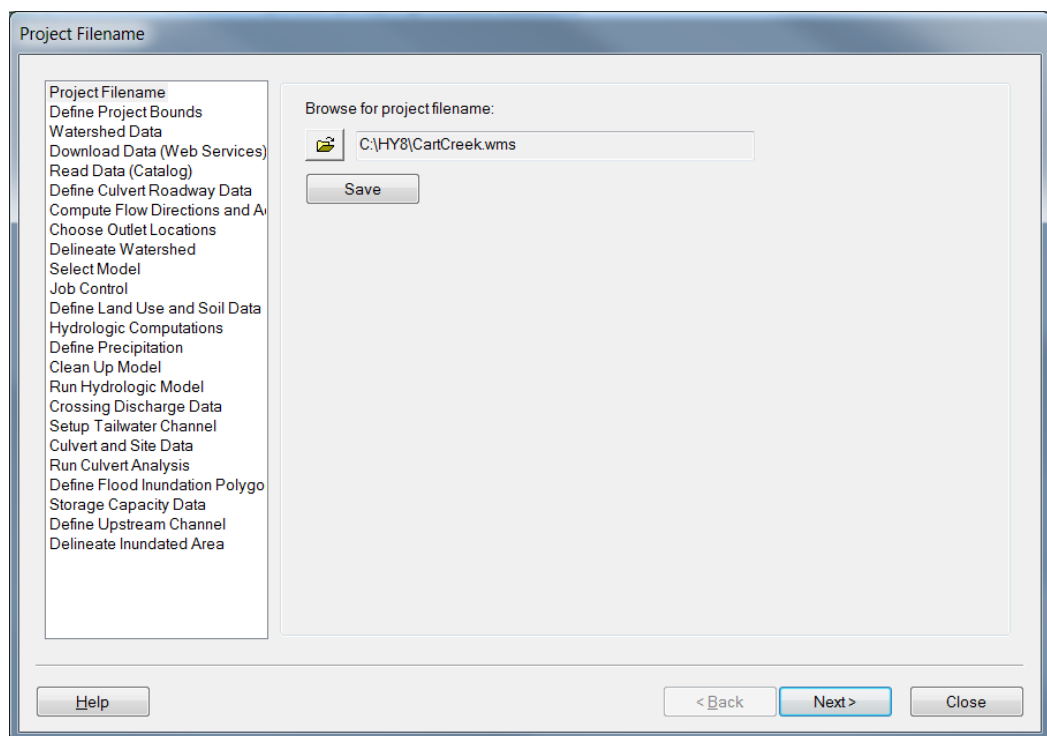 Project Filename
Project Filename
Define Project Bounds
Watershed Data
Download Data (Web Services)
Read Data (Catalog)
Define Culvert Roadway Data
Compute Flow Directions and A
Choose Outlet Locations
Delineate Watershed
Select Model
Job Control
Define Land Use and Soil Data
Hydrologic Computations
Define Precipitation
Clean Up Model
Run Hydrologic Model
Crossing Discharge Data
Setup Tailwater Channel
Culvert and Site Data
Run Culvert Analysis
Define Flood Inundation Polygo
Storage Capacity Data
Define Upstream Channel
Delineate Inundated Area
Browse for project filename:
C:\HY8\CartCreek.wms
Save
Help
< Back
Next >
Close